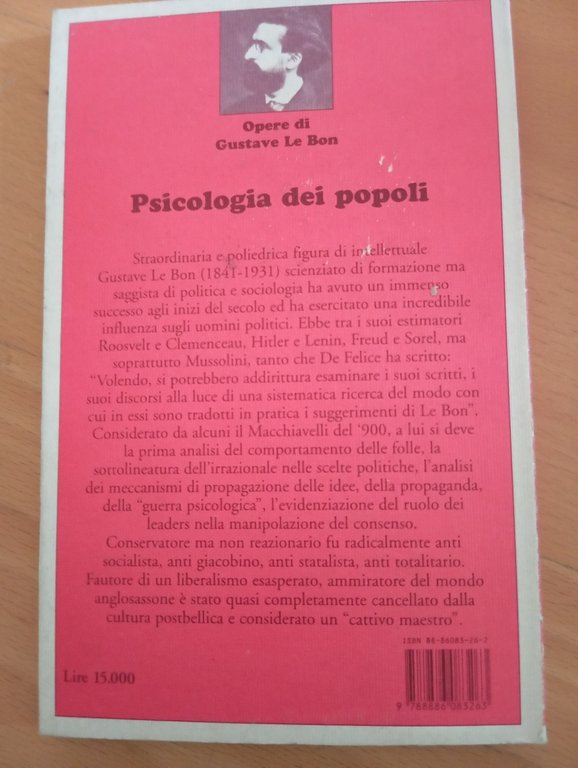 Opere di
Gustave Le Bon
Psicologia dei popoli
Straordinaria e poliedrica figura di intellettuale
Gustave Le Bon (1841-1931) scienziato di formazione ma
saggista di politica e sociologia ha avuto un immenso
successo agli inizi del secolo ed ha esercitato una incredibile
influenza sugli uomini politici. Ebbe tra i suoi estimatori
Roosvelt e Clemenceau, Hitler e Lenin, Freud e Sorel, ma
soprattutto Mussolini, tanto che De Felice ha scritto:
“Volendo, si potrebbero addirittura esaminare i suoi scritti, i
suoi discorsi alla luce di una sistematica ricerca del modo con
cui in essi sono tradotti in pratica i suggerimenti di Le Bon”.
Considerato da alcuni il Macchiavelli del ‘900, a lui si deve
la prima analisi del comportamento delle folle, la
sottolineatura dell'irrazionale nelle scelte politiche, l'analisi
dei meccanismi di propagazione delle idee, della propaganda,
della “guerra psicologica”, l'evidenziazione del ruolo dei
leaders nella manipolazione del consenso.
Conservatore ma non reazionario fu radicalmente anti
socialista, anti giacobino, anti statalista, anti totalitario.
Fautore di un liberalismo esasperato, ammiratore del mondo
anglosassone è stato quasi completamente cancellato dalla
cultura postbellica e considerato un “cattivo maestro”.
ISBN 88-86083-26-2
Lire 15.000
9 788886 083263